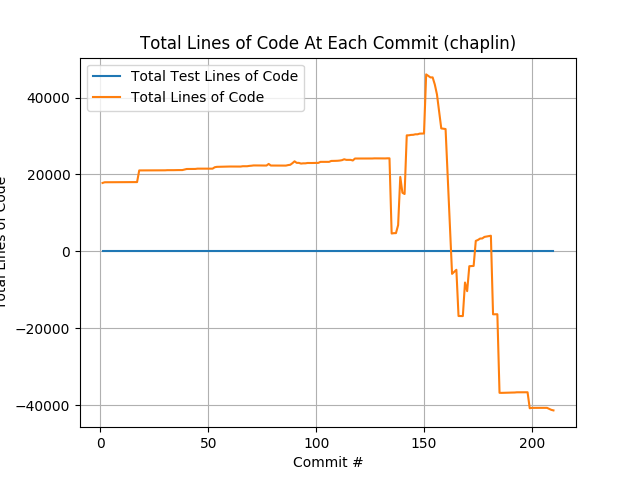 Total Lines of Code At Each Commit (chaplin)
Total Test Lines of Code
Total Lines of Code
Total Lines of Code
40000
20000
0
−20000
−40000
0
50
100
150
200
Commit #